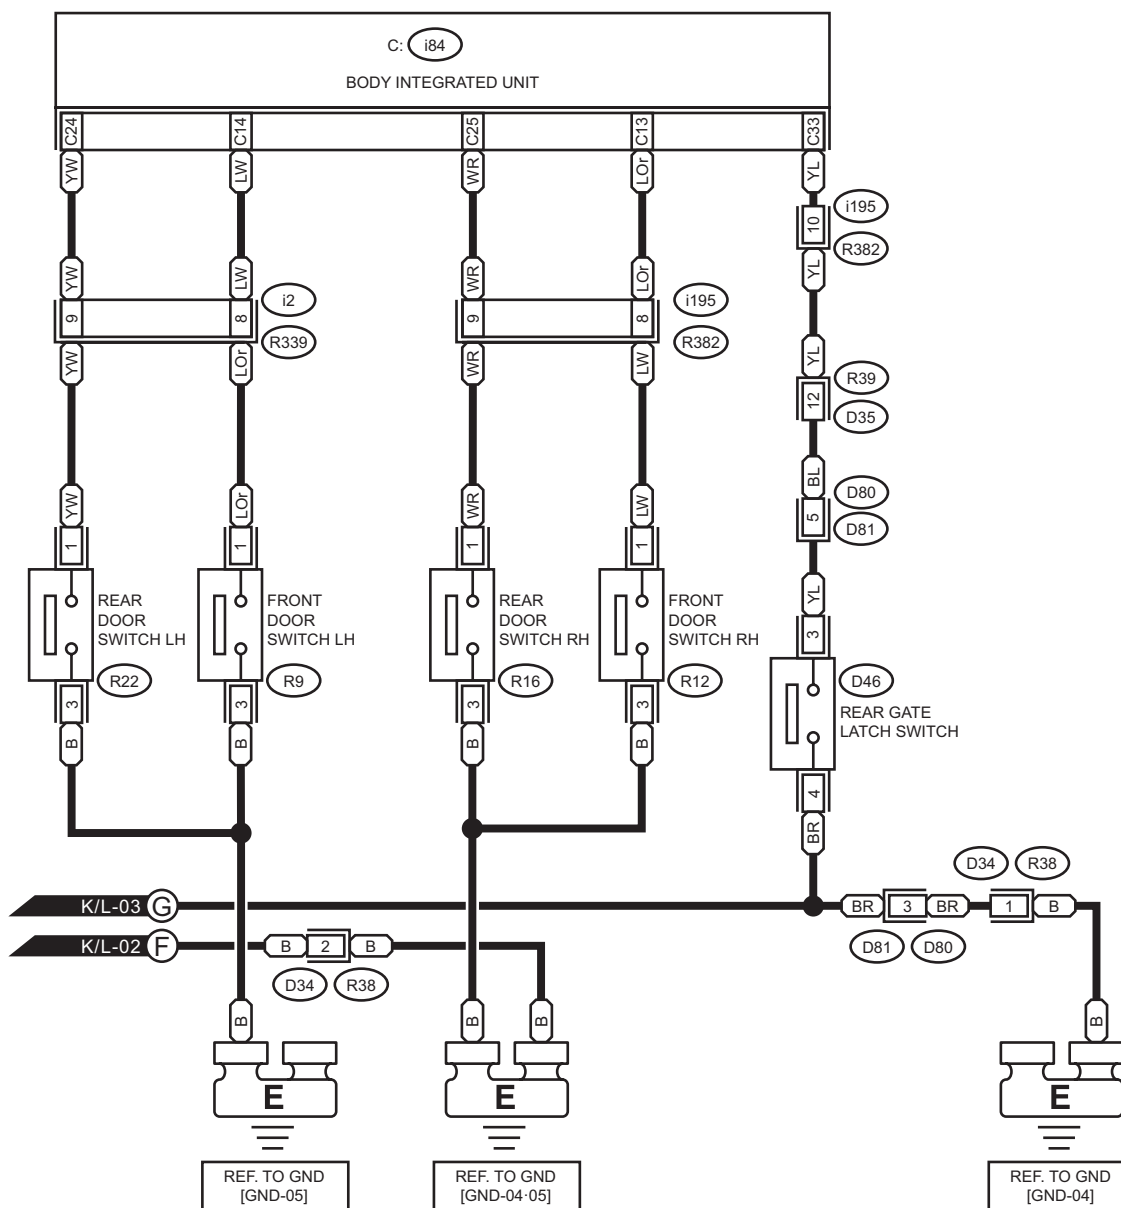 C: i84
BODY INTEGRATED UNIT
C24 C14 C25 C13 C33
YW LW WR LOr YL
10 i195
R382
YL
YW LW WR LOr
9 8 i2 9 8 i195
R339 R382
YW LOr WR LW YL
12 R39
D35
BL
5 D80
D81
YW LOr WR LW
1 1 1 1
YL
3
REAR
DOOR
SWITCH LH
R22
FRONT
DOOR
SWITCH LH
R9
REAR
DOOR
SWITCH RH
R16
FRONT
DOOR
SWITCH RH
R12
D46
REAR GATE
LATCH SWITCH
3 3 3 3
B B B B
4
BR
D34 R38
K/L-03 G BR 3 BR 1 B
D81 D80
K/L-02 F B 2 B
D34 R38
B B B B
E E E
REF. TO GND
[GND-05]
REF. TO GND
[GND-04·05]
REF. TO GND
[GND-04]